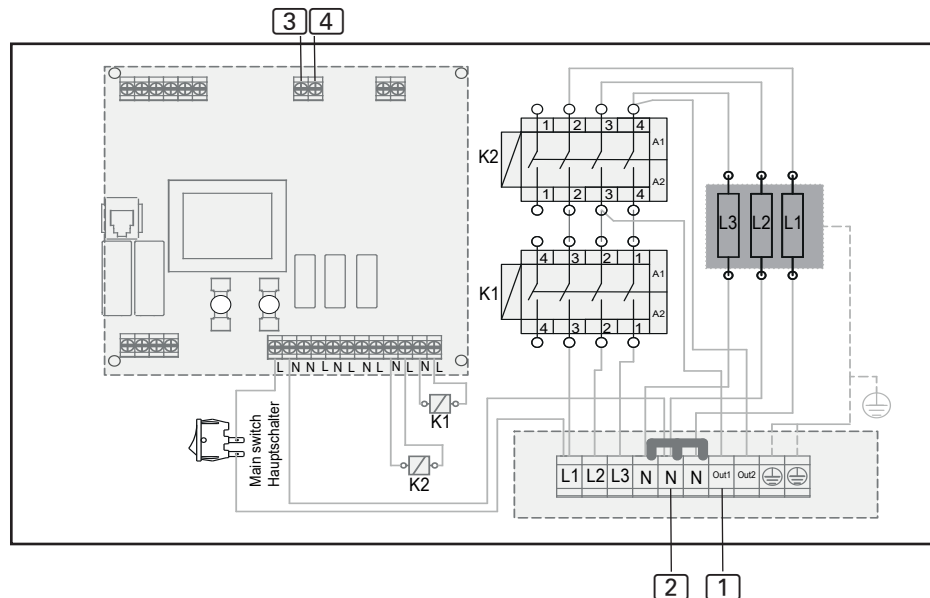 3 4
1 2 3 4
K2
A1
A2
1 2 3 4
L3 L2 L1
4 3 2 1
K1
A1
A2
4 3 2 1
L N N L N L N L N L N L
K1
Main switch
Hauptschalter
K2
L1 L2 L3 N N N Out1 Out2
2 1